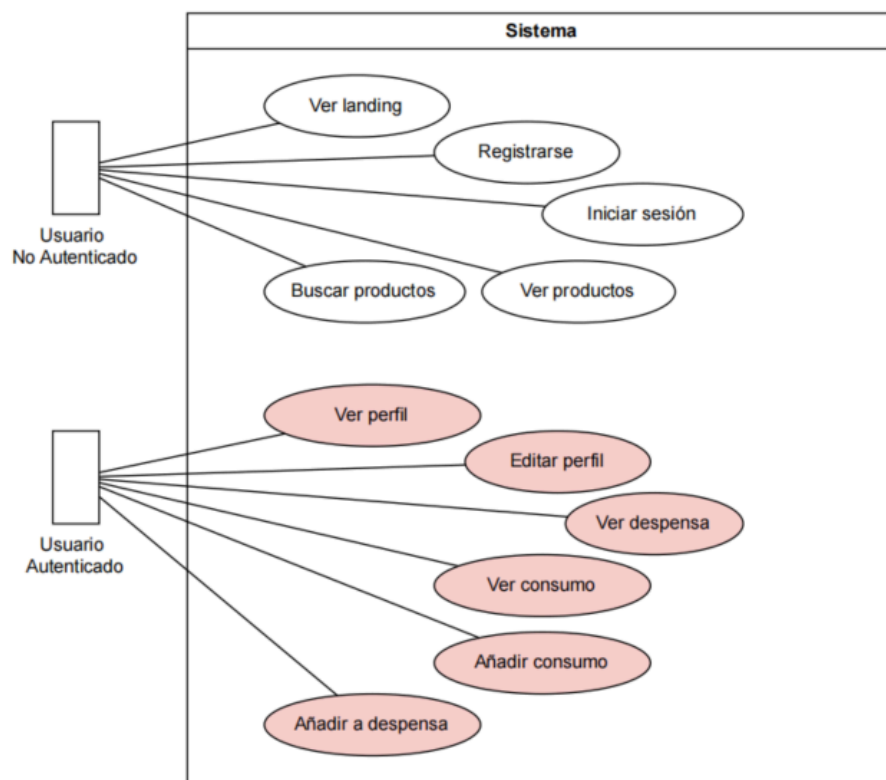 Sistema
Ver landing
Registrarse
Iniciar sesión
Usuario
No Autenticado
Buscar productos
Ver productos
Ver perfil
Editar perfil
Ver despensa
Usuario
Autenticado
Ver consumo
Añadir consumo
Añadir a despensa